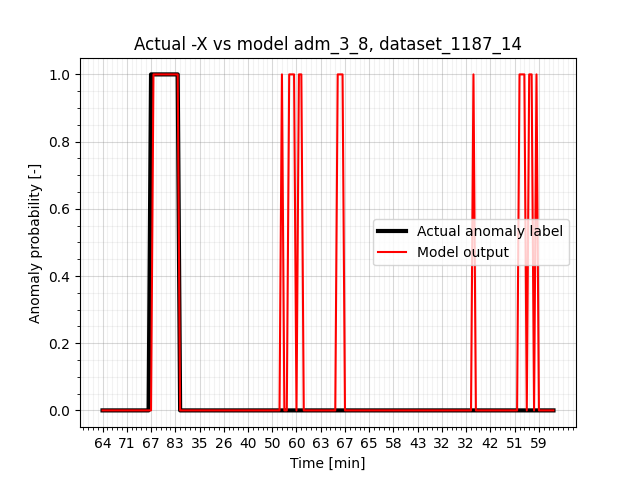 Actual -X vs model adm_3_8, dataset_1187_14
1.0
0.8
0.6
0.4
0.2
0.0
Anomaly probability [-]
Actual anomaly label
Model output
64 71 67 83 35 26 40 50 60 63 67 65 58 43 32 32 42 51 59
Time [min]